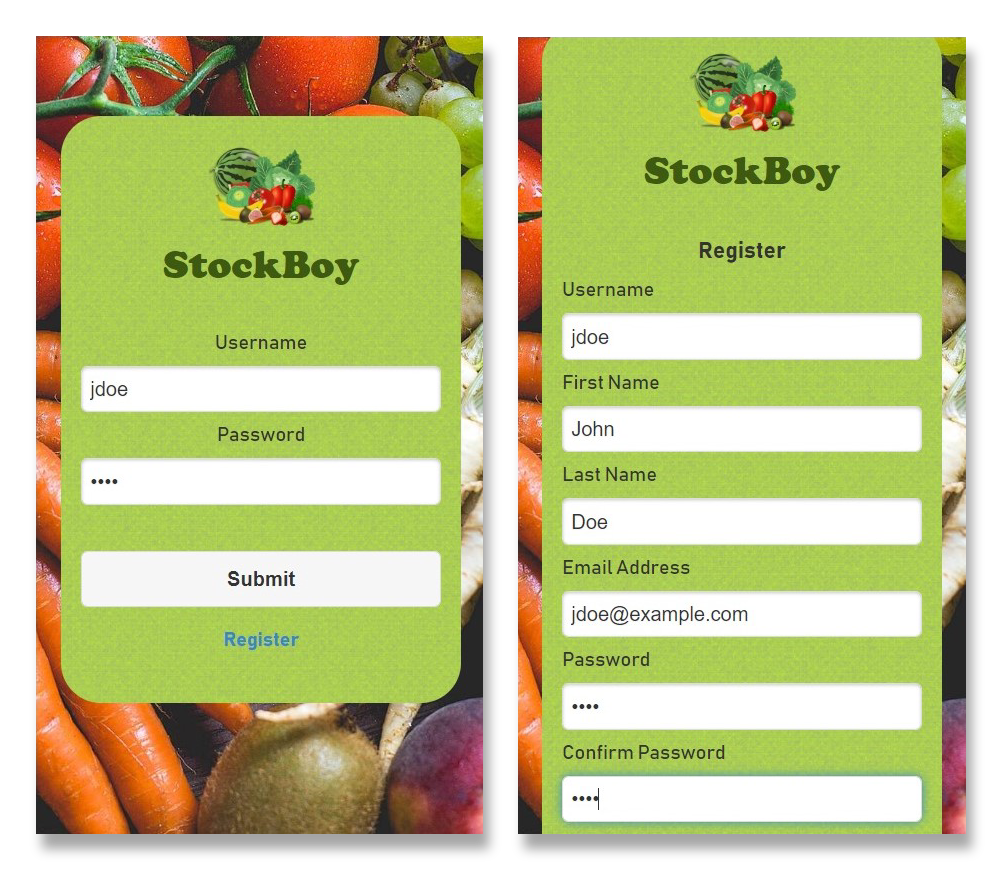 StockBoy
Username
jdoe
Password
••••
Submit
Register
StockBoy
Register
Username
jdoe
First Name
John
Last Name
Doe
Email Address
jdoe@example.com
Password
••••
Confirm Password
••••